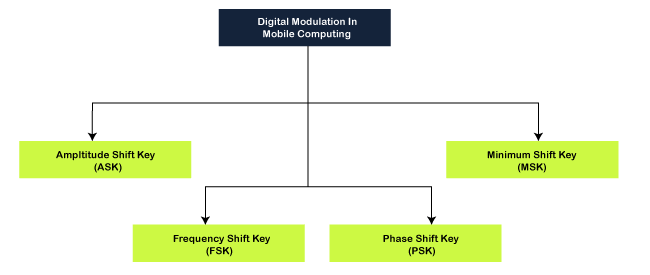 Digital Modulation In
Mobile Computing
Ampltitude Shift Key
(ASK)
Minimum Shift Key
(MSK)
Frequency Shift Key
(FSK)
Phase Shift Key
(PSK)